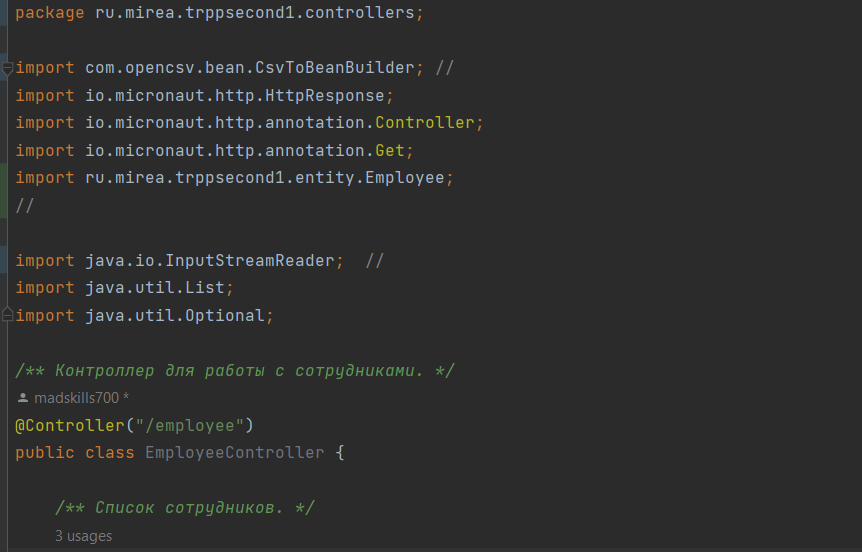 package ru.mirea.trppsecond1.controllers;
import com.opencsv.bean.CsvToBeanBuilder; //
import io.micronaut.http.HttpResponse;
import io.micronaut.http.annotation.Controller;
import io.micronaut.http.annotation.Get;
import ru.mirea.trppsecond1.entity.Employee;
//
import java.io.InputStreamReader;  //
import java.util.List;
import java.util.Optional;
/** Контроллер для работы с сотрудниками. */
madskills700 *
@Controller("/employee")
public class EmployeeController {
/** Список сотрудников. */
3 usages